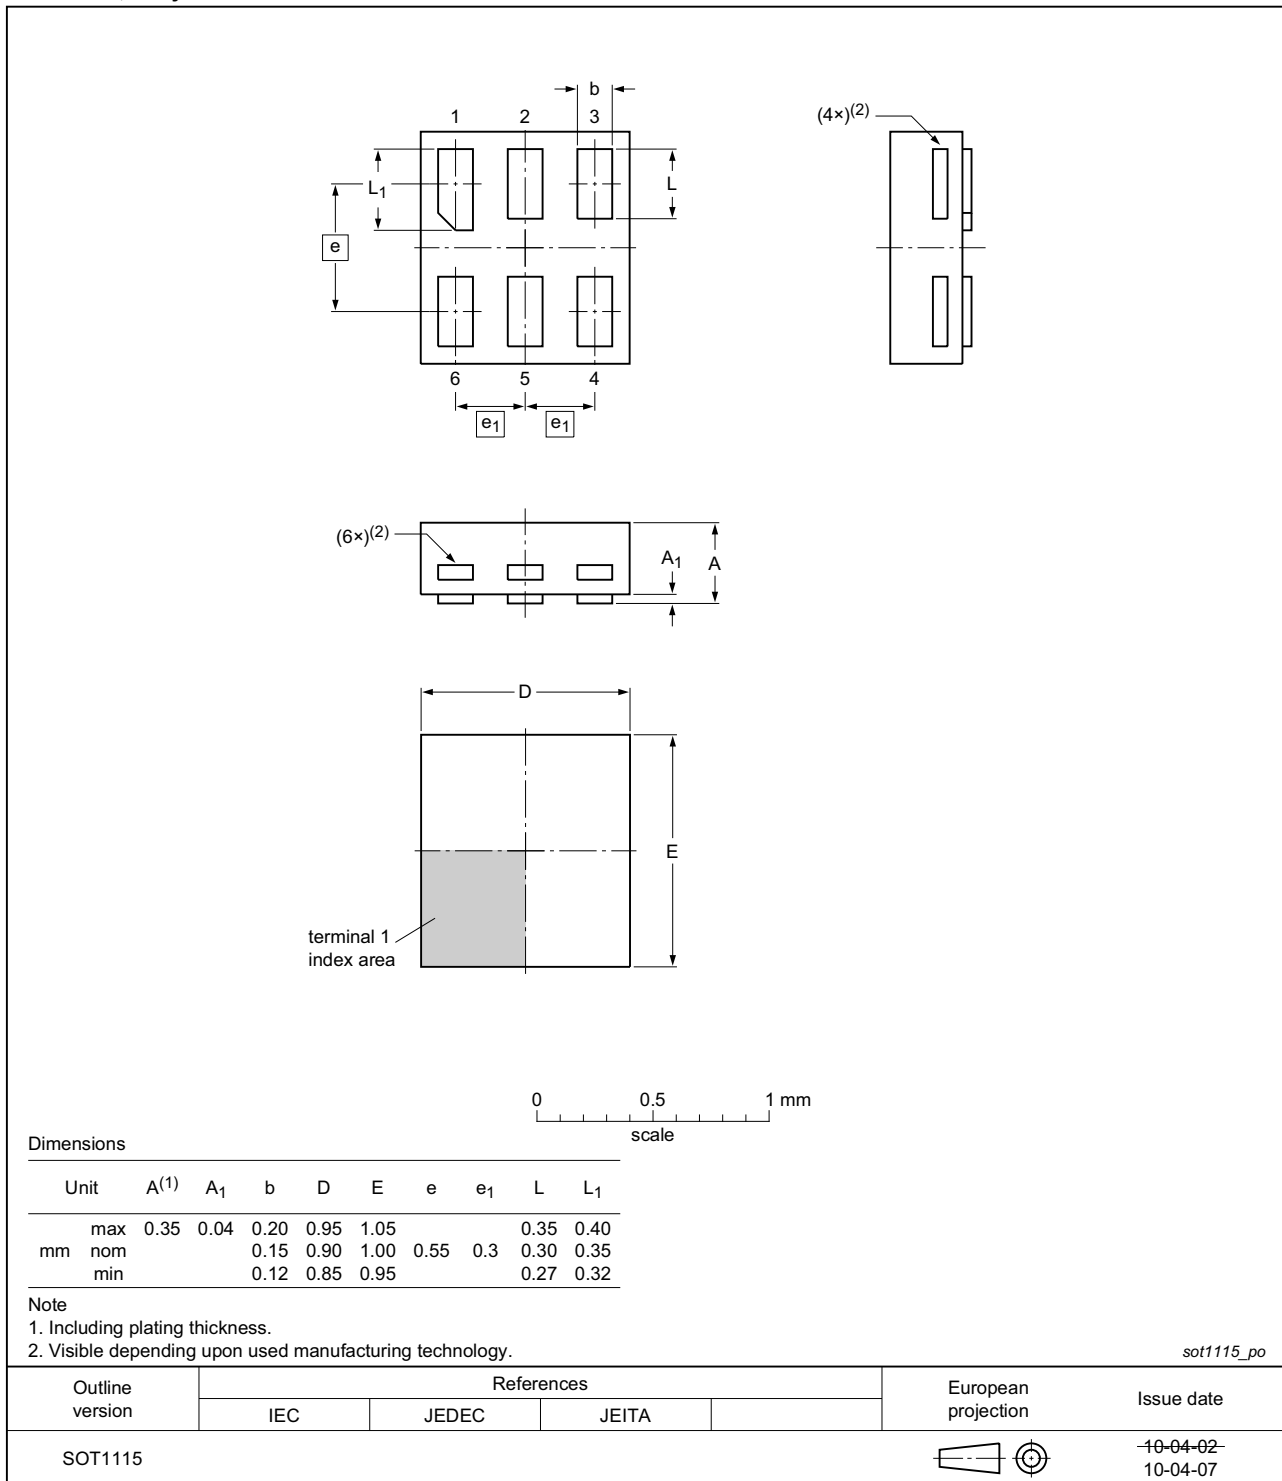 b
1 2 3
(4×)(2)
L1
L
e
6 5 4
e1 e1
(6×)(2)
A1
A
D
E
terminal 1
index area
0 0.5 1 mm
scale
Dimensions
Unit A(1) A1 b D E e e1 L L1
max 0.35 0.04 0.20 0.95 1.05 0.35 0.40
mm nom 0.15 0.90 1.00 0.55 0.3 0.30 0.35
min 0.12 0.85 0.95 0.27 0.32
Note
1. Including plating thickness.
2. Visible depending upon used manufacturing technology.
sot1115_po
Outline
version
References
IEC JEDEC JEITA
European
projection
Issue date
SOT1115
10-04-02
10-04-07